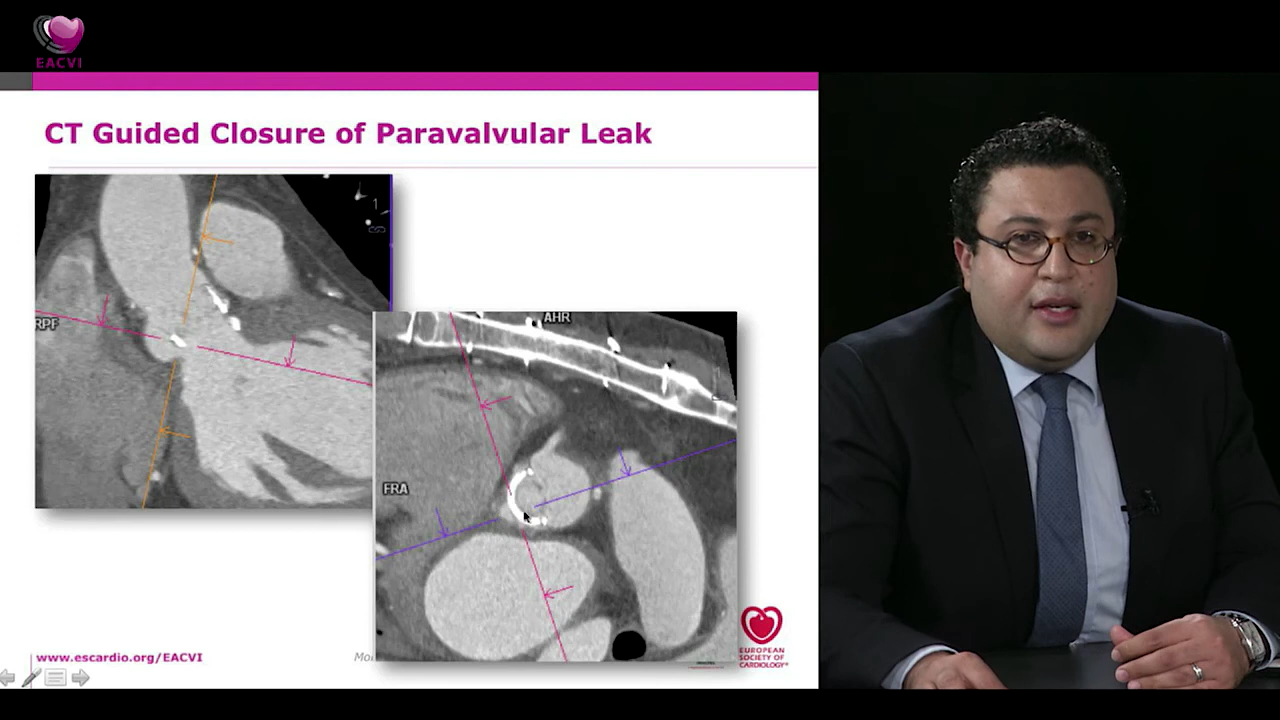 EACVI
CT Guided Closure of Paravalvular Leak
RPF
AHR
FRA
www.escardio.org/EACVI
EUROPEAN
SOCIETY OF
CARDIOLOGY®